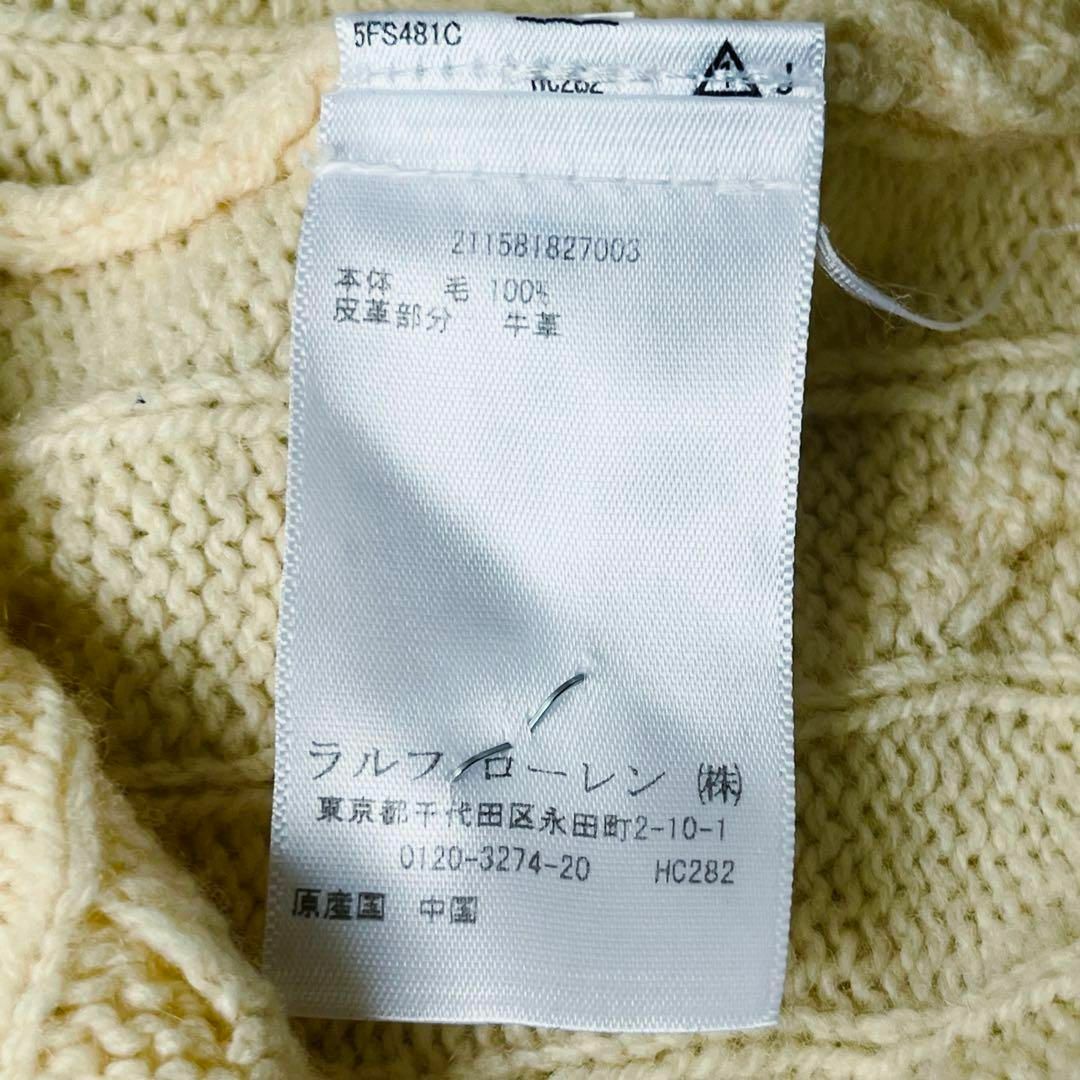 5FS481C
HC282
211581827003
本体 毛 100%
皮革部分 牛革
ラルフ ローレン ㈱
東京都千代田区永田町2-10-1
0120-3274-20 HC282
原産国 中国